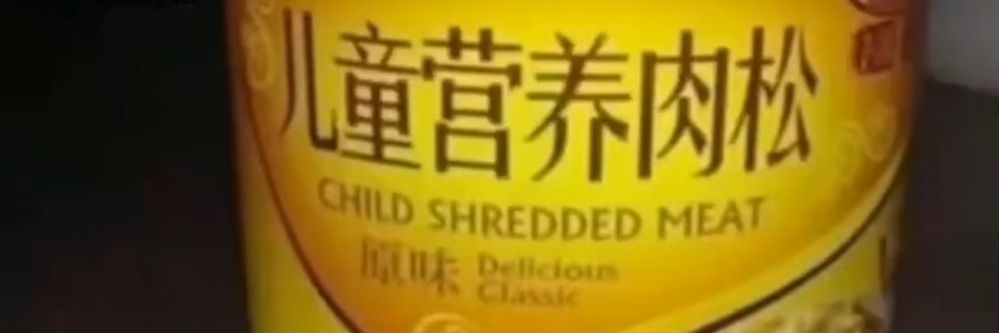 儿童营养肉松
CHILD SHREDDED MEAT
原味 Delicious
Classic